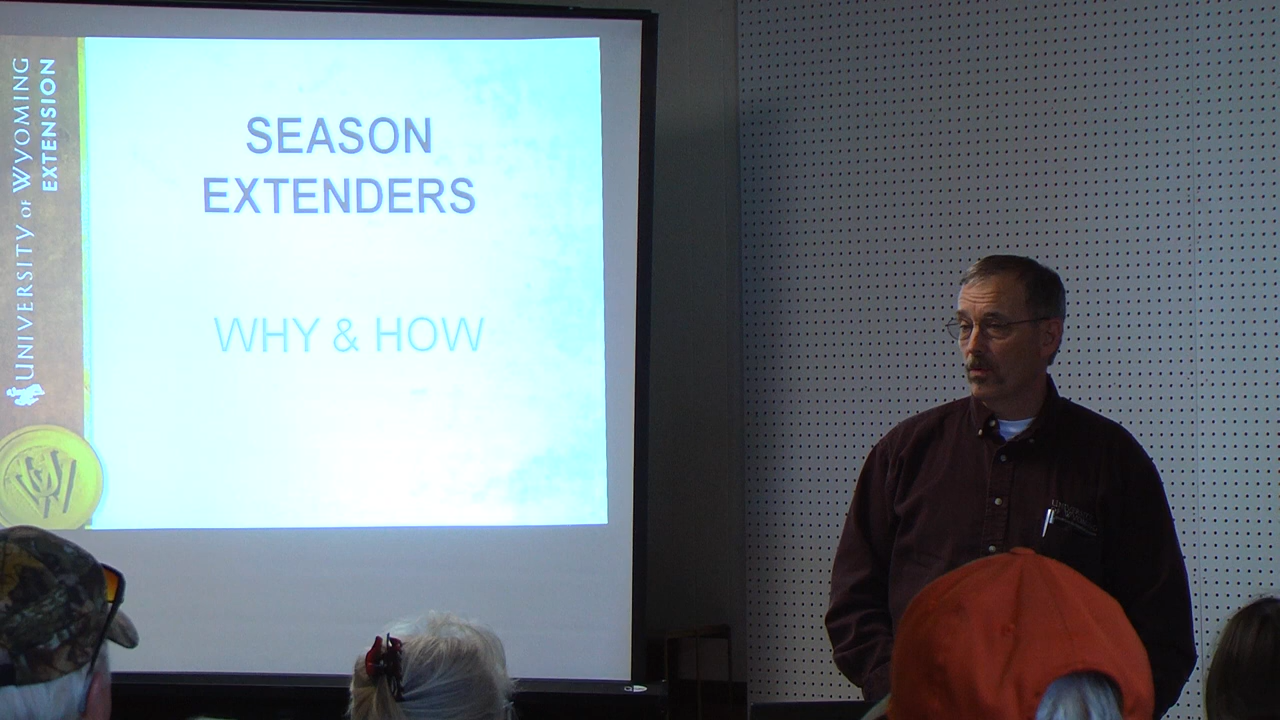 UNIVERSITY OF WYOMING
EXTENSION
SEASON
EXTENDERS
WHY & HOW